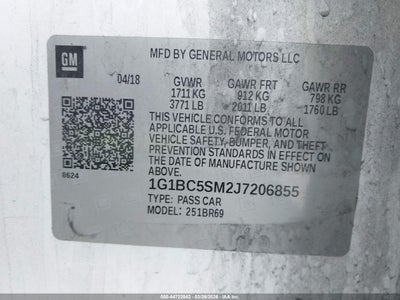 GM
MFD BY GENERAL MOTORS LLC
04/18 GVWR GAWR FRT GAWR RR
1711 KG 912 KG 798 KG
3771 LB 2011 LB 1760 LB
THIS VEHICLE CONFORMS TO ALL
APPLICABLE U.S. FEDERAL MOTOR
VEHICLE SAFETY, BUMPER, AND THEFT
PREVENTION STANDARDS IN EFFECT
ON THE DATE OF MANUFACTURE SHOWN
ABOVE.
8624
1G1BC5SM2J7206855
TYPE: PASS CAR
MODEL: 251BR69